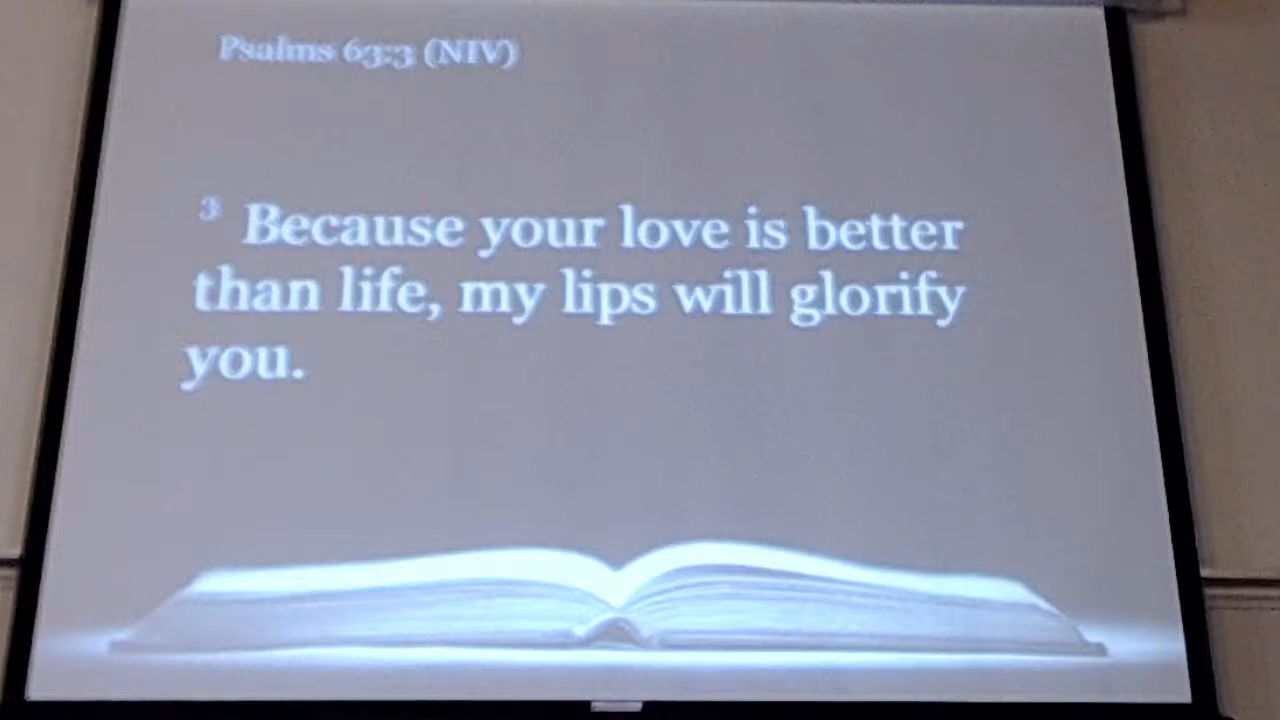 Psalms 63:3 (NIV)
3 Because your love is better
than life, my lips will glorify
you.